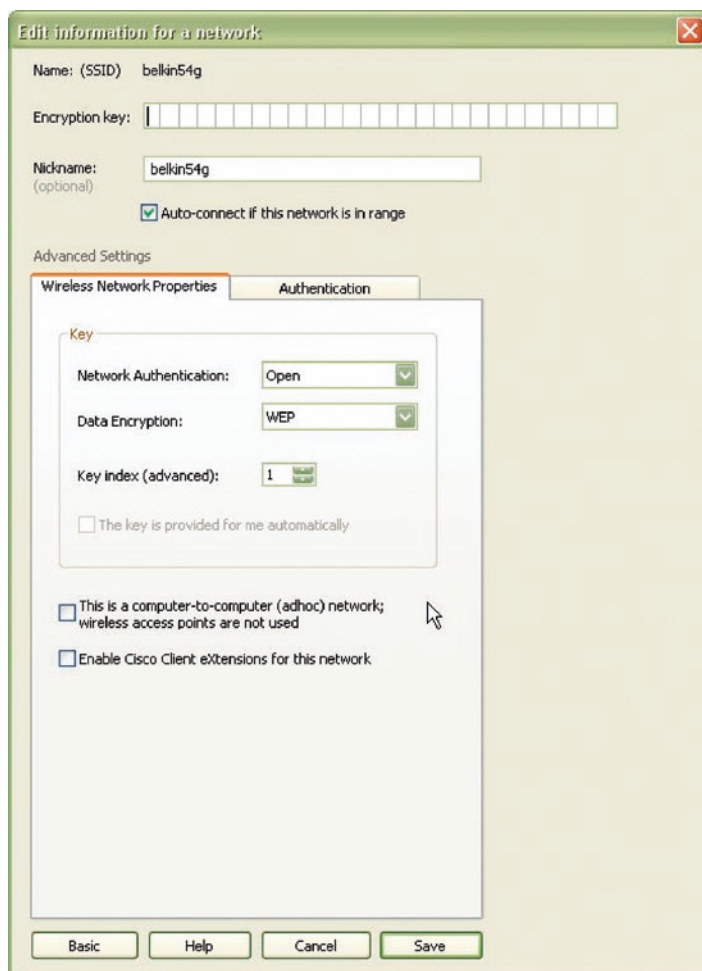 Edit information for a network
Name: (SSID) belkin54g
Encryption key:
Nickname: belkin54g
(optional)
Auto-connect if this network is in range
Advanced Settings
Wireless Network Properties Authentication
Key
Network Authentication: Open
Data Encryption: WEP
Key index (advanced): 1
The key is provided for me automatically
This is a computer-to-computer (adhoc) network;
wireless access points are not used
Enable Cisco Client eXtensions for this network
Basic Help Cancel Save